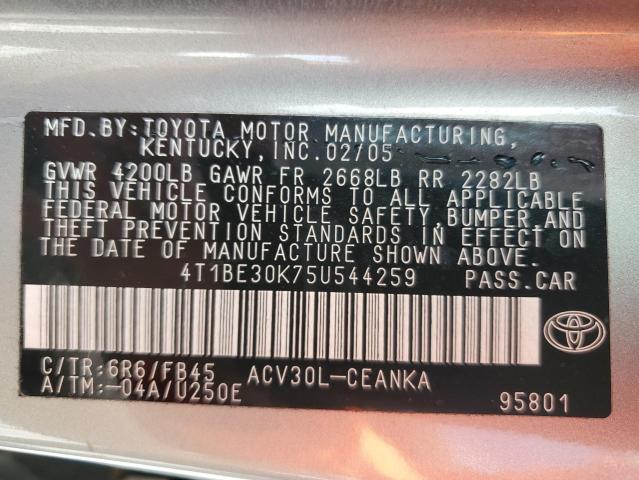 MFD. BY:TOYOTA MOTOR MANUFACTURING,
KENTUCKY, INC. 02/05
GVWR 4200LB GAWR FR 2668LB RR 2282LB
THIS VEHICLE CONFORMS TO ALL APPLICABLE
FEDERAL MOTOR VEHICLE SAFETY, BUMPER AND
THEFT PREVENTION STANDARDS IN EFFECT ON
THE DATE OF MANUFACTURE SHOWN ABOVE.
4T1BE30K75U544259 PASS.CAR
C/TR:6R6/FB45 ACV30L-CEANKA
A/TM:-04A/U250E 95801